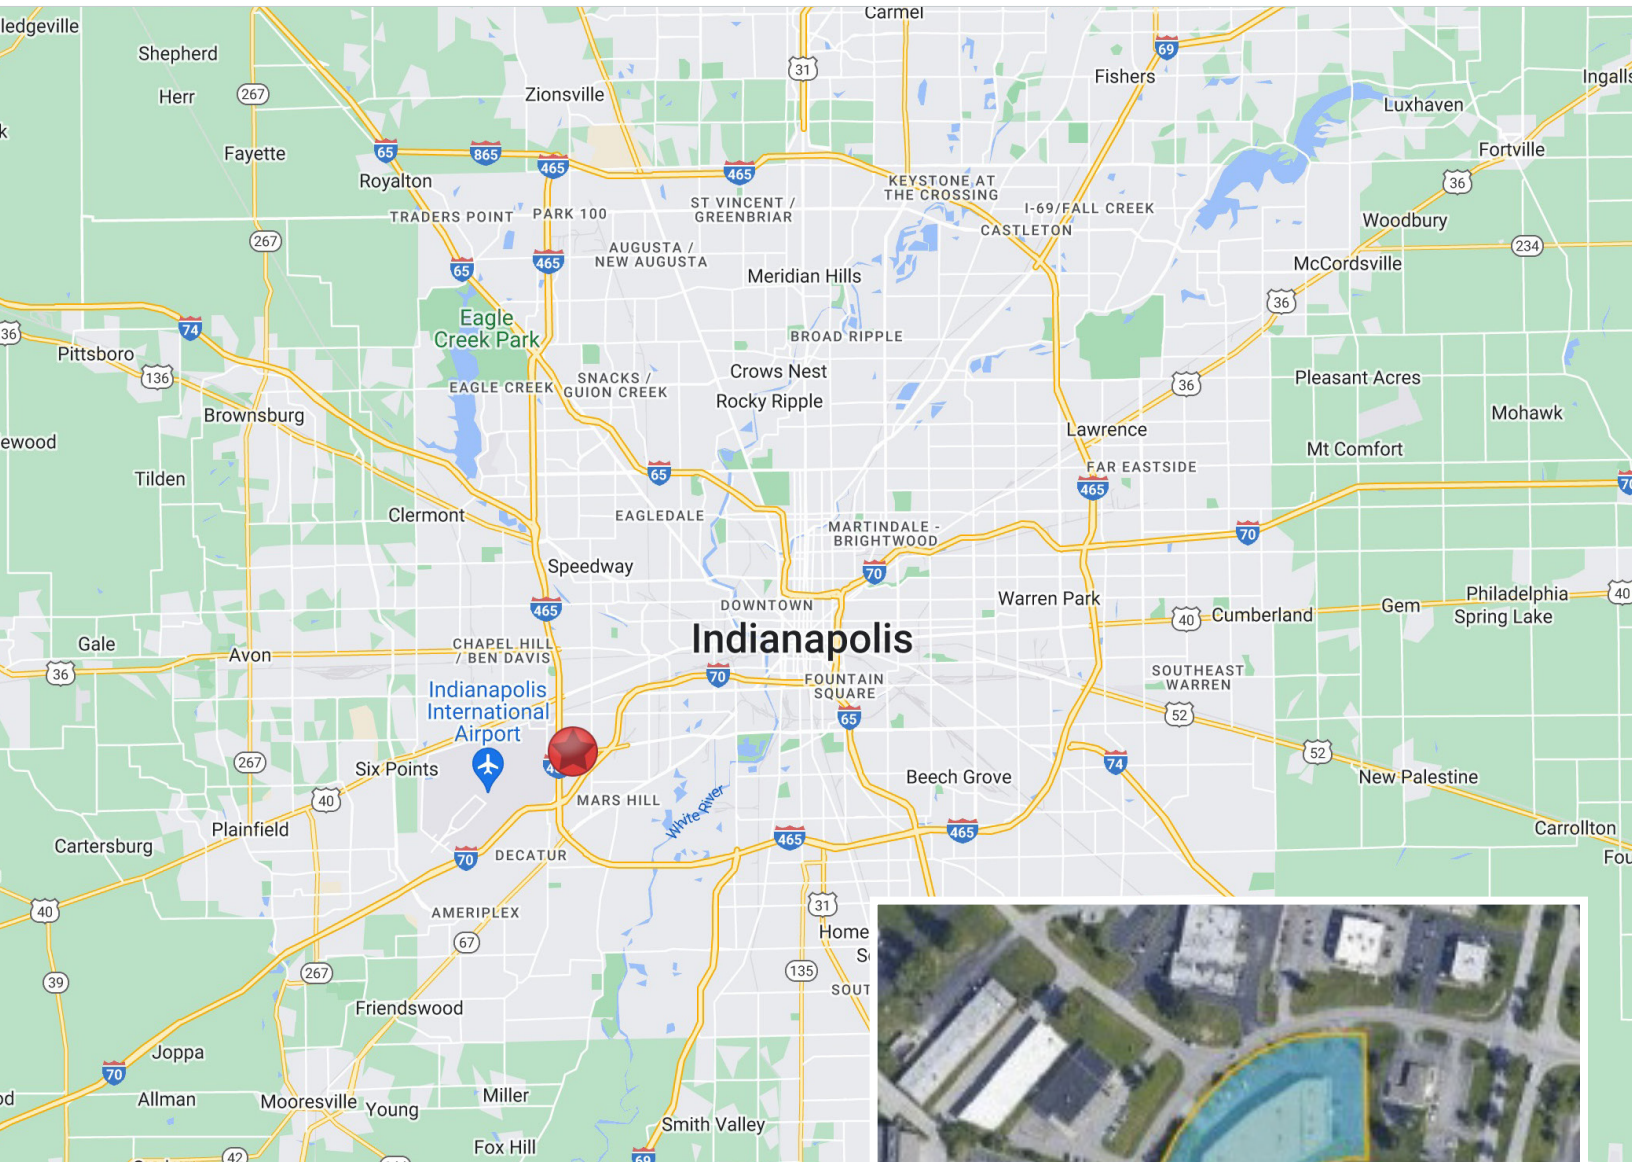 Carmel
ledgeville
Shepherd
69
31
Fishers
Ingalls
Herr
267
Zionsville
Luxhaven
k
Fayette
65
865
465
465
Fortville
Royalton
KEYSTONE AT
THE CROSSING
36
TRADERS POINT
PARK 100
ST VINCENT /
GREENBRIAR
I-69/FALL CREEK
Woodbury
CASTLETON
267
AUGUSTA /
NEW AUGUSTA
234
65
465
Meridian Hills
McCordsville
36
Eagle
Creek Park
74
36
BROAD RIPPLE
Pittsboro
136
EAGLE CREEK
SNACKS /
GUION CREEK
Crows Nest
Pleasant Acres
36
Rocky Ripple
Brownsburg
Mohawk
Lawrence
ewood
Mt Comfort
65
FAR EASTSIDE
Tilden
465
70
Clermont
EAGLEDALE
MARTINDALE -
BRIGHTWOOD
70
Speedway
70
465
DOWNTOWN
Warren Park
Philadelphia
40
Gem
40
Cumberland
Spring Lake
Indianapolis
Gale
Avon
CHAPEL HILL
/ BEN DAVIS
36
70
FOUNTAIN
SQUARE
SOUTHEAST
WARREN
Indianapolis
International
Airport
65
52
52
267
Six Points
4
74
Beech Grove
New Palestine
40
MARS HILL
White River
Plainfield
465
465
Carrollton
Cartersburg
70
DECATUR
Fou
40
AMERIPLEX
31
67
Home
S
267
135
39
SOUT
Friendswood
Joppa
70
od
Allman
Mooresville
Young
Miller
Smith Valley
Fox Hill
42
69